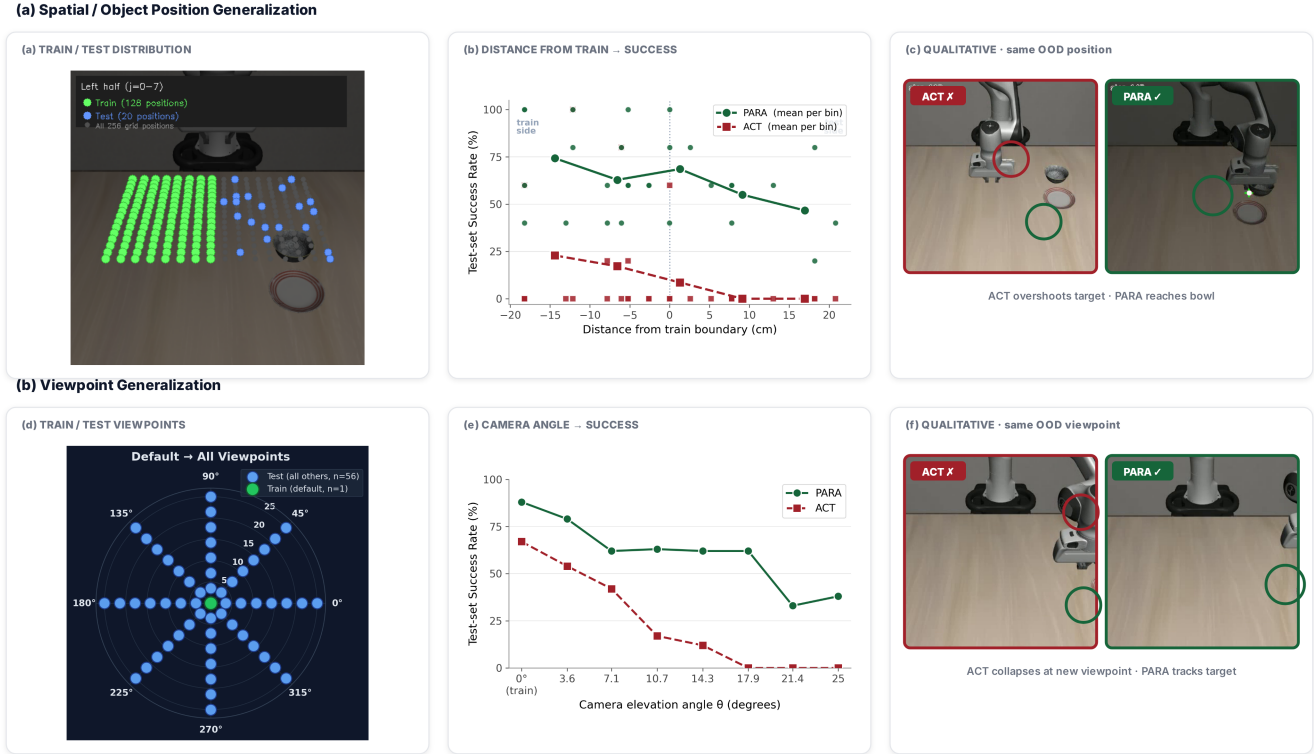 (a) Spatial / Object Position Generalization
(a) TRAIN / TEST DISTRIBUTION
Left half (j=0-7)
Train (128 positions)
Test (20 positions)
All 256 grid positions
(b) DISTANCE FROM TRAIN → SUCCESS
Test-set Success Rate (%)
100
75
50
25
0
train
side
PARA (mean per bin)
ACT (mean per bin)
−20
−15
−10
−5
0
5
10
15
20
Distance from train boundary (cm)
(c) QUALITATIVE · same OOD position
ACT ✗
PARA ✓
ACT overshoots target · PARA reaches bowl
(b) Viewpoint Generalization
(d) TRAIN / TEST VIEWPOINTS
Default → All Viewpoints
Test (all others, n=56)
Train (default, n=1)
90°
135°
45°
25
20
15
10
5
180°
0°
225°
315°
270°
(e) CAMERA ANGLE → SUCCESS
Test-set Success Rate (%)
100
75
50
25
0
PARA
ACT
0°
(train)
3.6
7.1
10.7
14.3
17.9
21.4
25
Camera elevation angle θ (degrees)
(f) QUALITATIVE · same OOD viewpoint
ACT ✗
PARA ✓
ACT collapses at new viewpoint · PARA tracks target